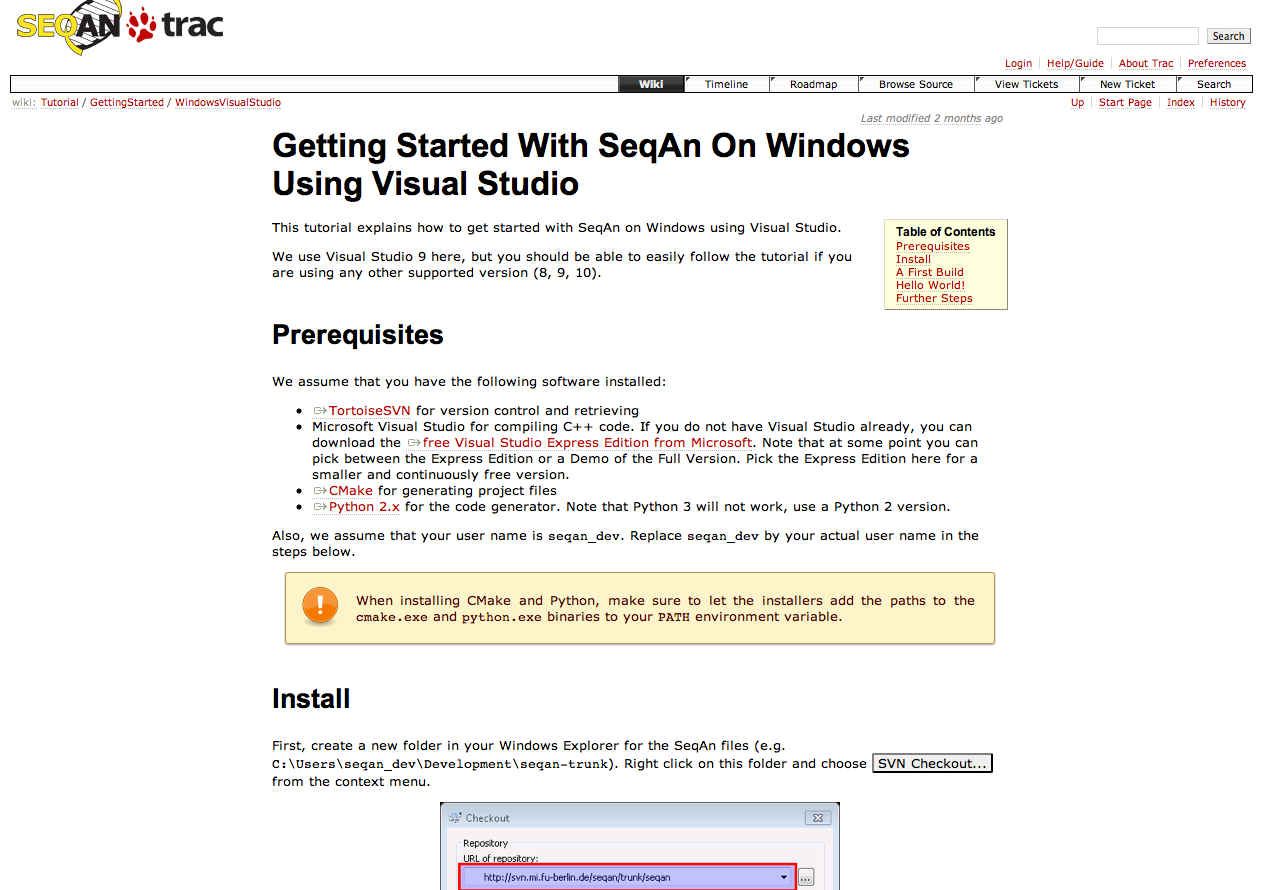 SEQAN trac
Search
Login Help/Guide About Trac Preferences
Wiki Timeline Roadmap Browse Source View Tickets New Ticket Search
wiki: Tutorial / GettingStarted / WindowsVisualStudio
Up Start Page Index History
Last modified 2 months ago
Getting Started With SeqAn On Windows
Using Visual Studio
This tutorial explains how to get started with SeqAn on Windows using Visual Studio.
We use Visual Studio 9 here, but you should be able to easily follow the tutorial if you
are using any other supported version (8, 9, 10).
Table of Contents
Prerequisites
Install
A First Build
Hello World!
Further Steps
Prerequisites
We assume that you have the following software installed:
• TortoiseSVN for version control and retrieving
• Microsoft Visual Studio for compiling C++ code. If you do not have Visual Studio already, you can
download the free Visual Studio Express Edition from Microsoft. Note that at some point you can
pick between the Express Edition or a Demo of the Full Version. Pick the Express Edition here for a
smaller and continuously free version.
• CMake for generating project files
• Python 2.x for the code generator. Note that Python 3 will not work, use a Python 2 version.
Also, we assume that your user name is seqan_dev. Replace seqan_dev by your actual user name in the
steps below.
When installing CMake and Python, make sure to let the installers add the paths to the
cmake.exe and python.exe binaries to your PATH environment variable.
Install
First, create a new folder in your Windows Explorer for the SeqAn files (e.g.
C:\Users\seqan_dev\Development\seqan-trunk). Right click on this folder and choose SVN Checkout...
from the context menu.
Checkout
Repository
URL of repository:
http://svn.mi.fu-berlin.de/seqan/trunk/seqan
...